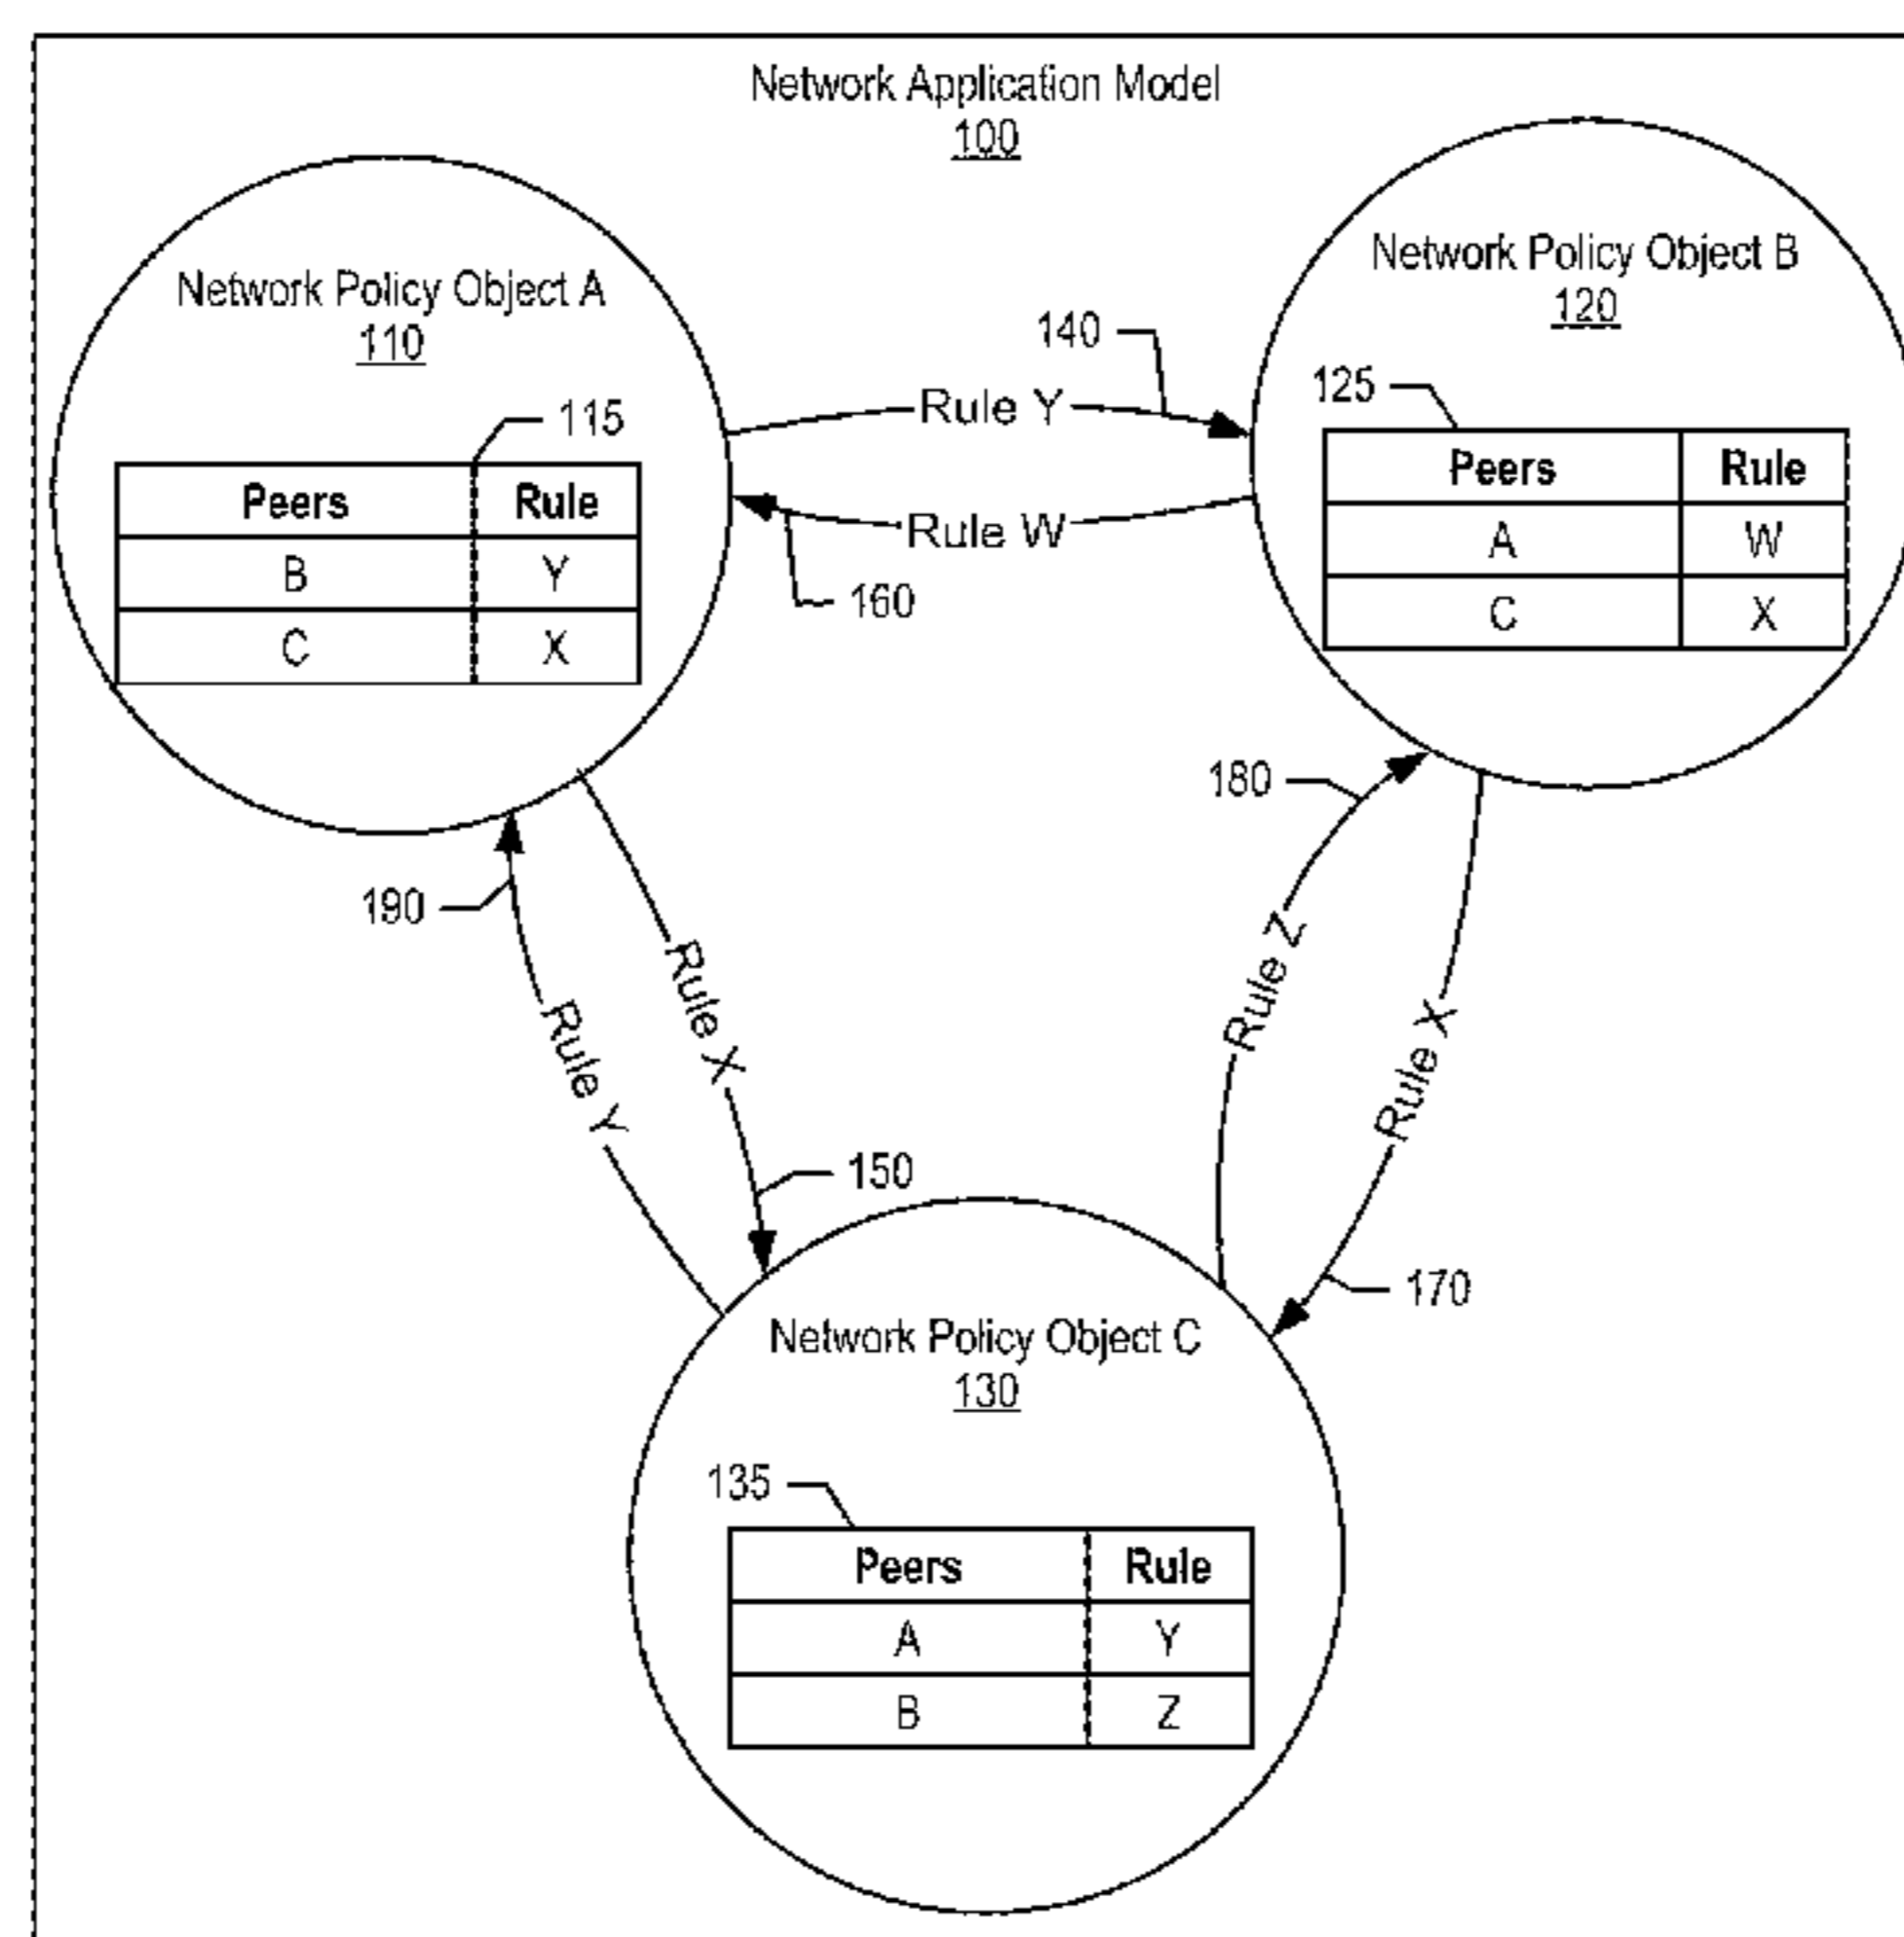 Network Application Model
100
Network Policy Object A
110
115
Peers Rule
B Y
C X
Network Policy Object B
120
125
Peers Rule
A W
C X
140
Rule Y
Rule W
160
180
190
Rule X
Rule Y
Rule Z
Rule X
150
170
Network Policy Object C
130
135
Peers Rule
A Y
B Z